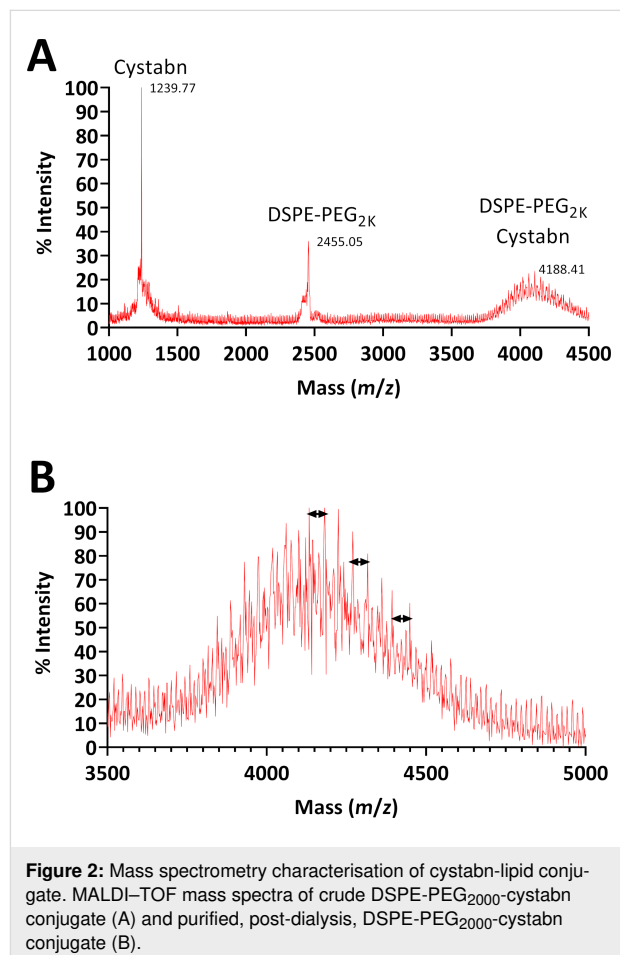 A
Cystabn
1239.77
100
90
80
70
60
50
40
30
20
10
0
% Intensity
DSPE-PEG2K
2455.05
DSPE-PEG2K
Cystabn
4188.41
1000 1500 2000 2500 3000 3500 4000 4500
Mass (m/z)
B
100
90
80
70
60
50
40
30
20
10
0
% Intensity
3500 4000 4500 5000
Mass (m/z)
Figure 2: Mass spectrometry characterisation of cystabn-lipid conju-
gate. MALDI–TOF mass spectra of crude DSPE-PEG2000-cystabn
conjugate (A) and purified, post-dialysis, DSPE-PEG2000-cystabn
conjugate (B).